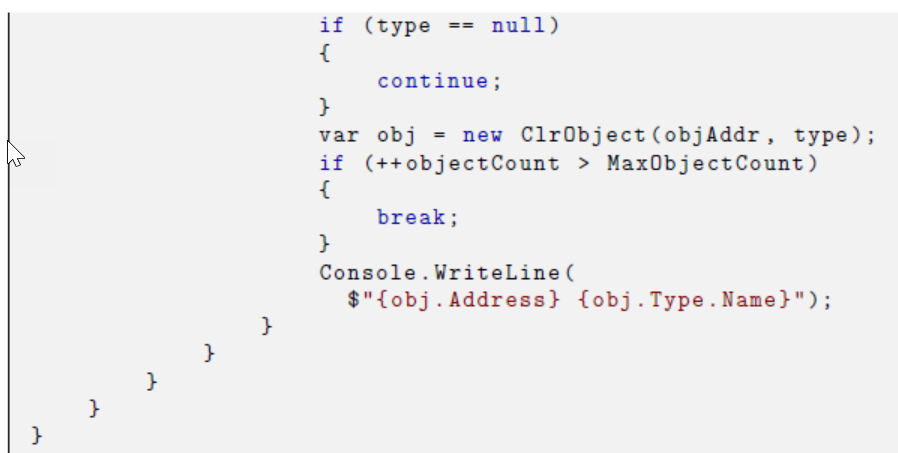 if (type == null)
{
continue;
}
var obj = new ClrObject(objAddr, type);
if (++objectCount > MaxObjectCount)
{
break;
}
Console.WriteLine(
$"{obj.Address} {obj.Type.Name}");
}
}
}
}
}